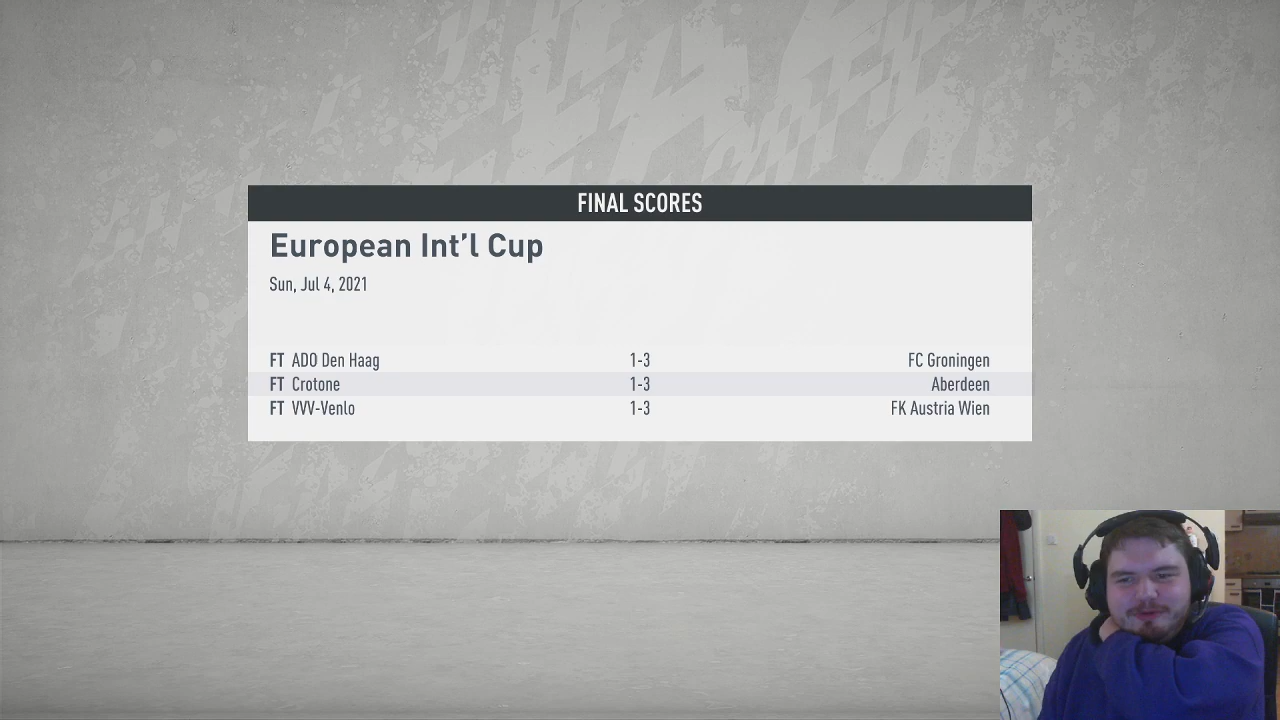 FINAL SCORES
European Int'l Cup
Sun, Jul 4, 2021
FT ADO Den Haag 1-3 FC Groningen
FT Crotone 1-3 Aberdeen
FT VVV-Venlo 1-3 FK Austria Wien